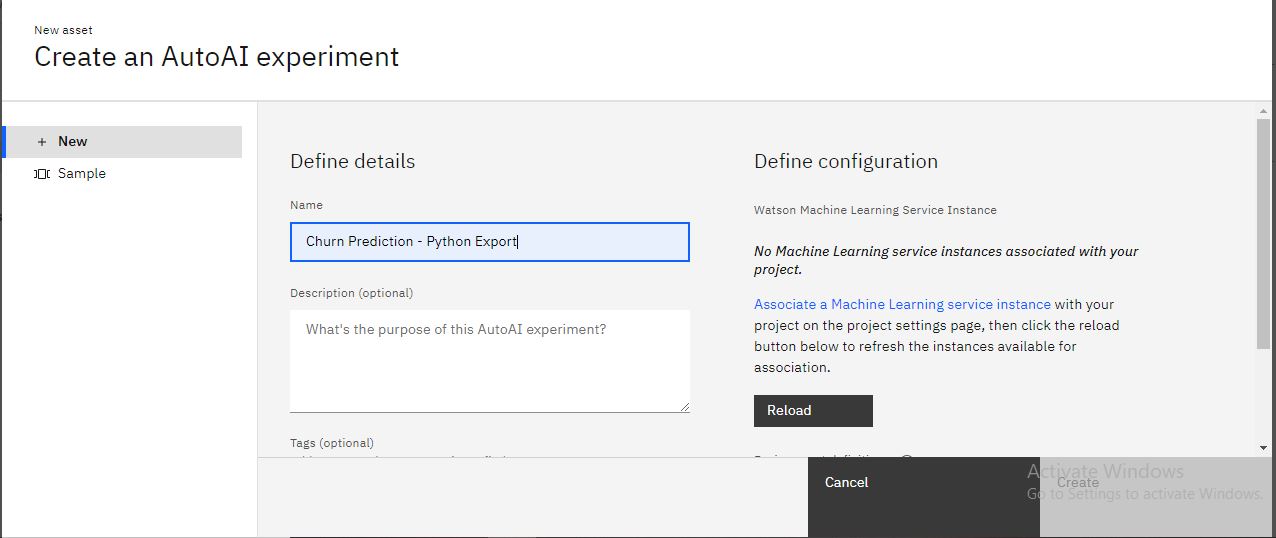 New asset
Create an AutoAI experiment
+ New
Sample
Define details
Name
Churn Prediction - Python Export
Description (optional)
What's the purpose of this AutoAI experiment?
Tags (optional)
Define configuration
Watson Machine Learning Service Instance
No Machine Learning service instances associated with your
project.
Associate a Machine Learning service instance with your
project on the project settings page, then click the reload
button below to refresh the instances available for
association.
Reload
Cancel
Create
Activate Windows
Go to Settings to activate Windows.